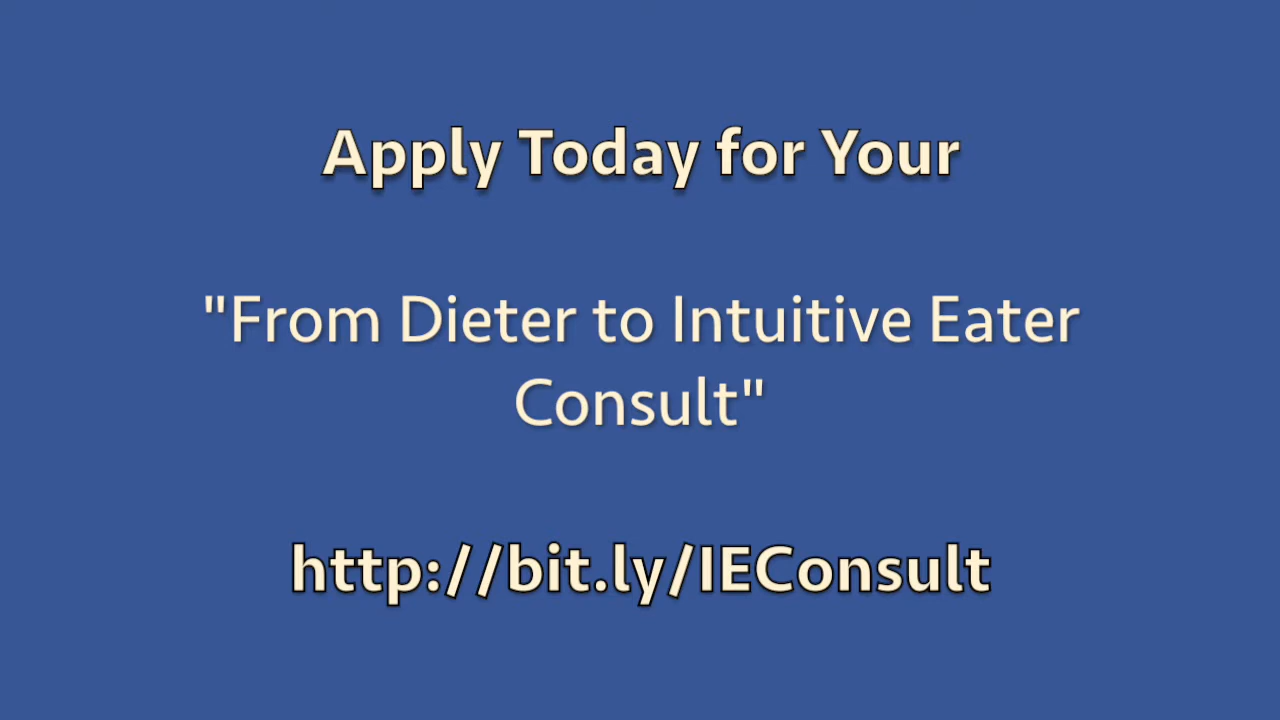 Apply Today for Your
"From Dieter to Intuitive Eater
Consult"
http://bit.ly/IEConsult